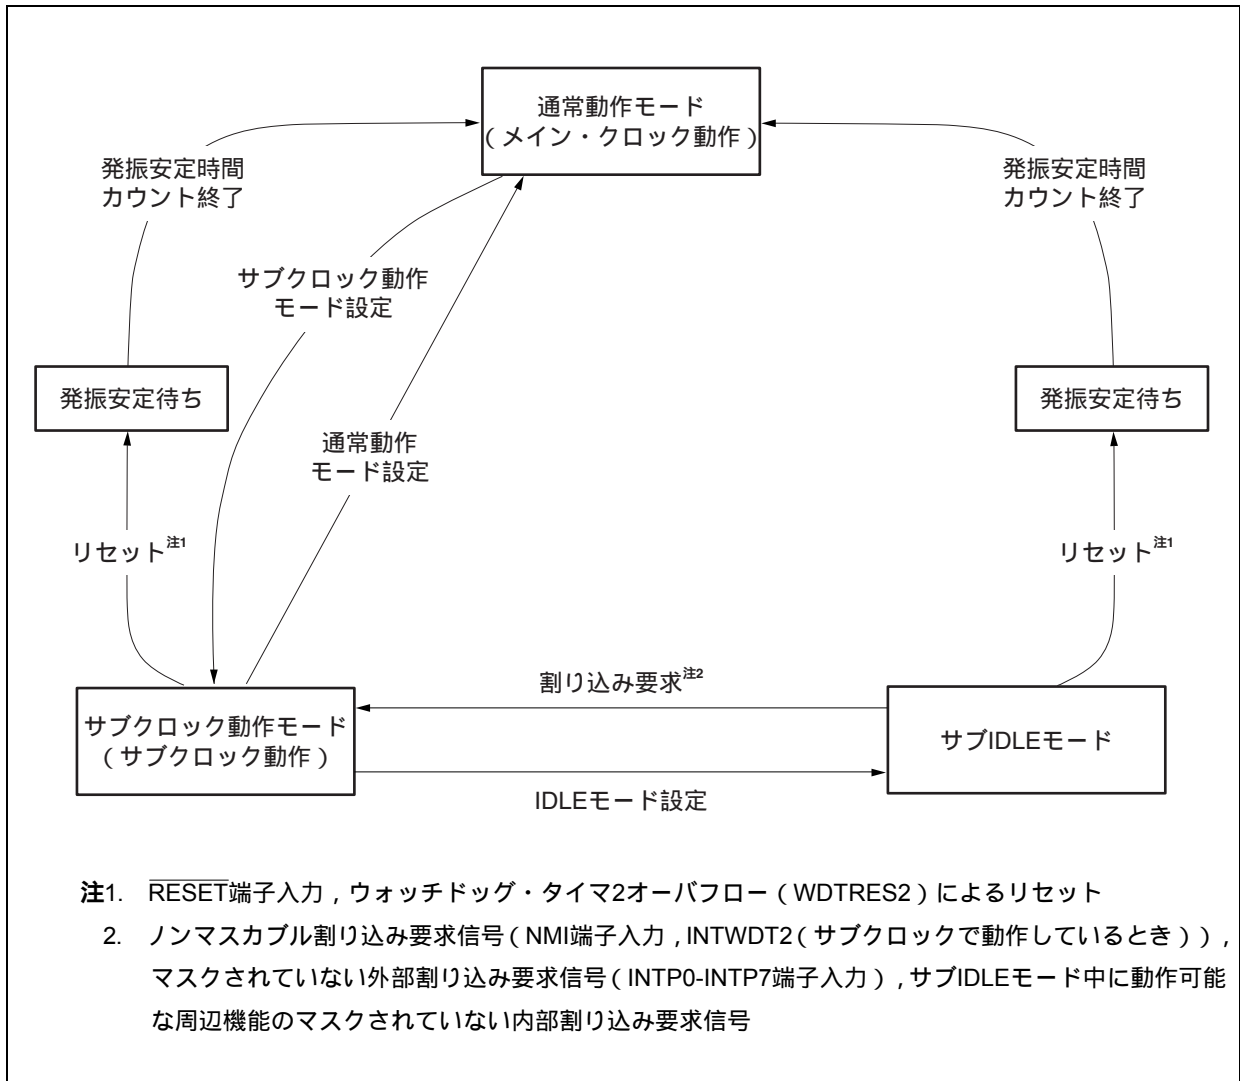 通常動作モード
（メイン・クロック動作）
発振安定時間
カウント終了
発振安定時間
カウント終了
サブクロック動作
モード設定
発振安定待ち
発振安定待ち
通常動作
モード設定
リセット注1
リセット注1
割り込み要求注2
サブクロック動作モード
（サブクロック動作）
サブIDLEモード
IDLEモード設定
注1. RESET端子入力，ウォッチドッグ・タイマ2オーバフロー（WDTRES2）によるリセット
2. ノンマスカブル割り込み要求信号（NMI端子入力，INTWDT2（サブクロックで動作しているとき）），
マスクされていない外部割り込み要求信号（INTP0-INTP7端子入力），サブIDLEモード中に動作可能
な周辺機能のマスクされていない内部割り込み要求信号